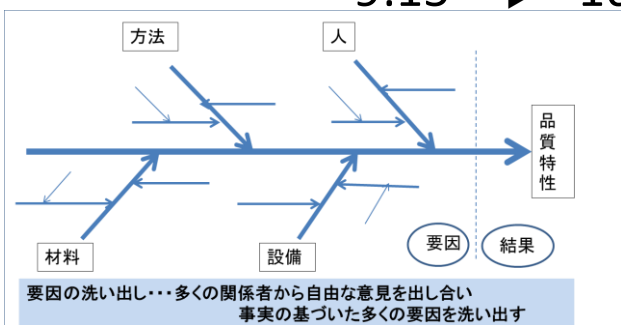 方法
人
品質特性
材料
設備
要因
結果
要因の洗い出し・・・多くの関係者から自由な意見を出し合い
事実の基づいた多くの要因を洗い出す